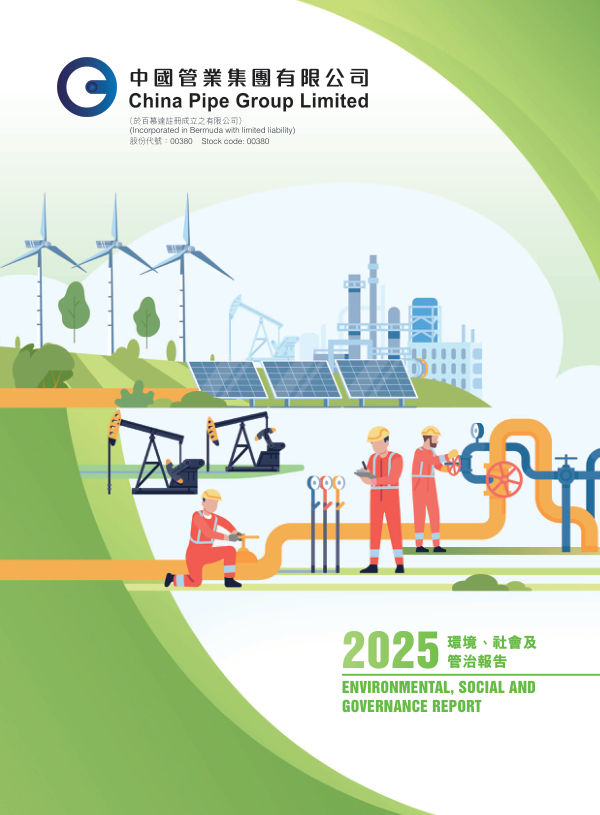 中國管業集團有限公司
China Pipe Group Limited
（於百慕達註冊成立之有限公司）
(Incorporated in Bermuda with limited liability)
股份代號：00380 Stock code: 00380
2025 環境、社會及
管治報告
ENVIRONMENTAL, SOCIAL AND
GOVERNANCE REPORT